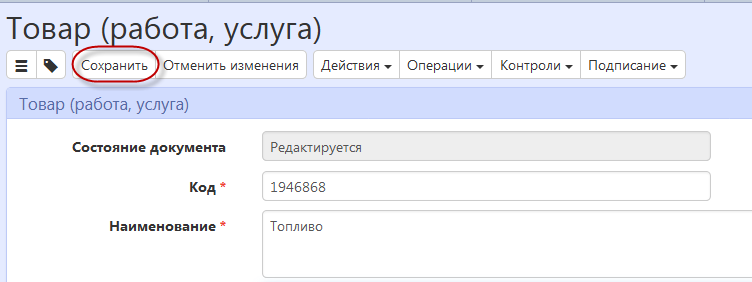 Товар (работа, услуга)
Сохранить Отменить изменения Действия Операции Контроли Подписание
Товар (работа, услуга)
Состояние документа Редактируется
Код * 1946868
Наименование * Топливо